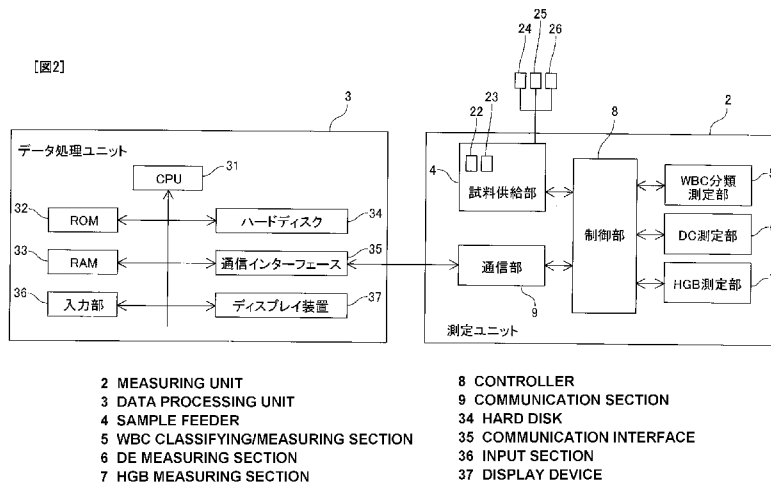 [図2]
24
25
26
3
データ処理ユニット
CPU
31
32
ROM
ハードディスク
34
33
RAM
通信インターフェース
35
36
入力部
ディスプレイ装置
37
2
8
22
23
4
試料供給部
制御部
WBC分類
測定部
DC測定部
HGB測定部
通信部
9
測定ユニット
2 MEASURING UNIT
3 DATA PROCESSING UNIT
4 SAMPLE FEEDER
5 WBC CLASSIFYING/MEASURING SECTION
6 DE MEASURING SECTION
7 HGB MEASURING SECTION
8 CONTROLLER
9 COMMUNICATION SECTION
34 HARD DISK
35 COMMUNICATION INTERFACE
36 INPUT SECTION
37 DISPLAY DEVICE